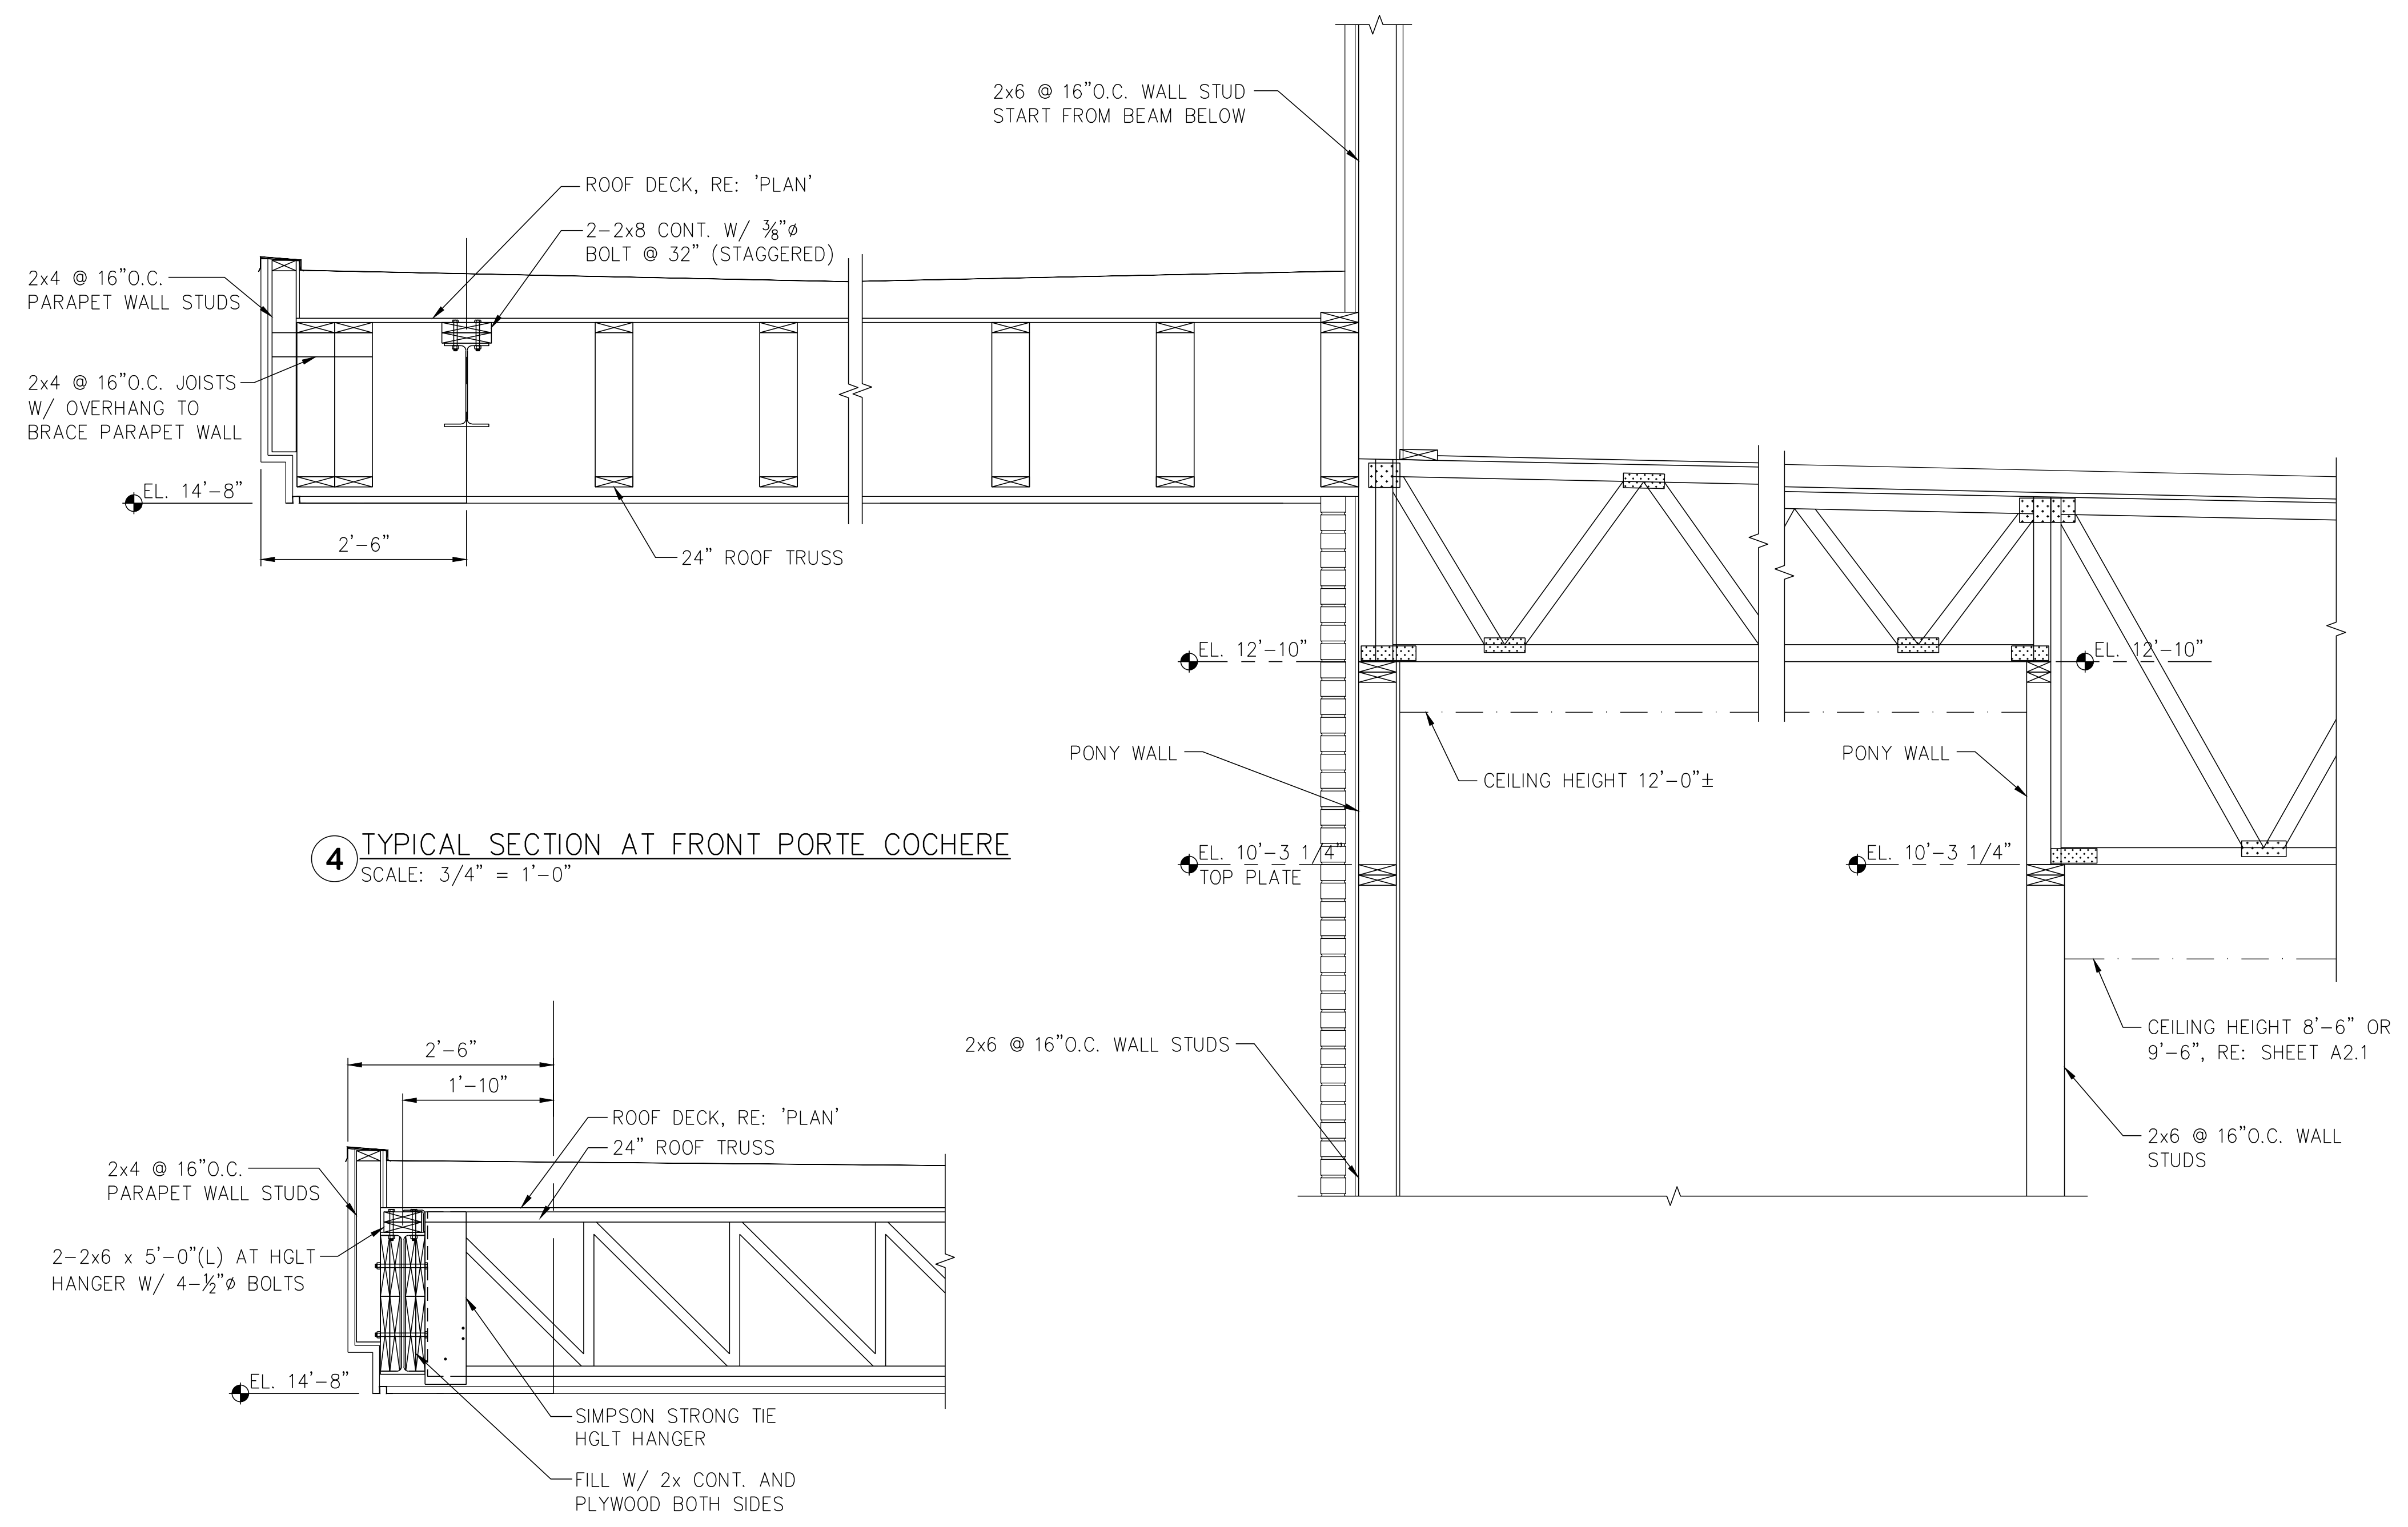 2x6 @ 16"O.C. WALL STUD
START FROM BEAM BELOW
ROOF DECK, RE: 'PLAN'
2-2x8 CONT. W/ ⅜"ø
BOLT @ 32" (STAGGERED)
2x4 @ 16"O.C.
PARAPET WALL STUDS
2x4 @ 16"O.C. JOISTS
W/ OVERHANG TO
BRACE PARAPET WALL
EL. 14'-8"
2'-6"
24" ROOF TRUSS
EL. 12'-10"
EL. 12'-10"
PONY WALL
CEILING HEIGHT 12'-0"±
PONY WALL
4
TYPICAL SECTION AT FRONT PORTE COCHERE
SCALE: 3/4" = 1'-0"
EL. 10'-3 1/4"
TOP PLATE
EL. 10'-3 1/4"
CEILING HEIGHT 8'-6" OR
9'-6", RE: SHEET A2.1
2x6 @ 16"O.C. WALL STUDS
2x6 @ 16"O.C. WALL
STUDS
2'-6"
1'-10"
ROOF DECK, RE: 'PLAN'
24" ROOF TRUSS
2x4 @ 16"O.C.
PARAPET WALL STUDS
2-2x6 x 5'-0"(L) AT HGLT
HANGER W/ 4-½"ø BOLTS
EL. 14'-8"
SIMPSON STRONG TIE
HGLT HANGER
FILL W/ 2x CONT. AND
PLYWOOD BOTH SIDES